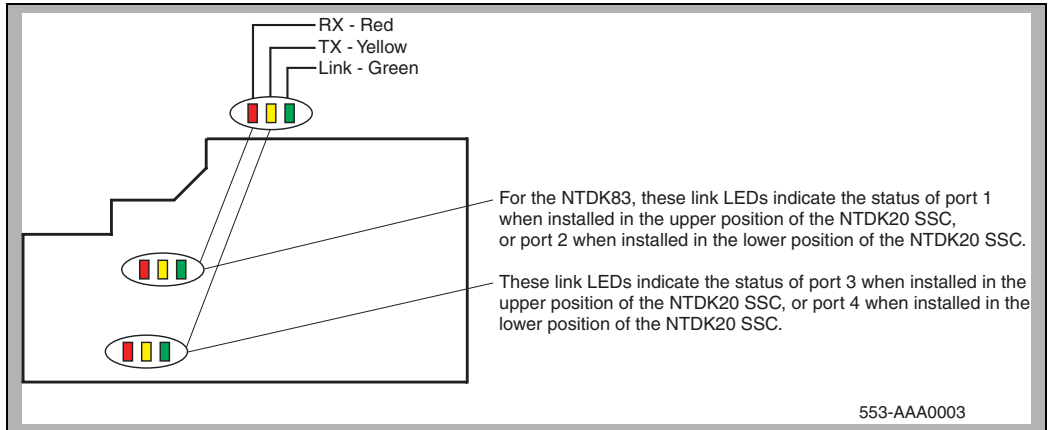 RX - Red
TX - Yellow
Link - Green
For the NTDK83, these link LEDs indicate the status of port 1
when installed in the upper position of the NTDK20 SSC,
or port 2 when installed in the lower position of the NTDK20 SSC.
These link LEDs indicate the status of port 3 when installed in the
upper position of the NTDK20 SSC, or port 4 when installed in the
lower position of the NTDK20 SSC.
553-AAA0003